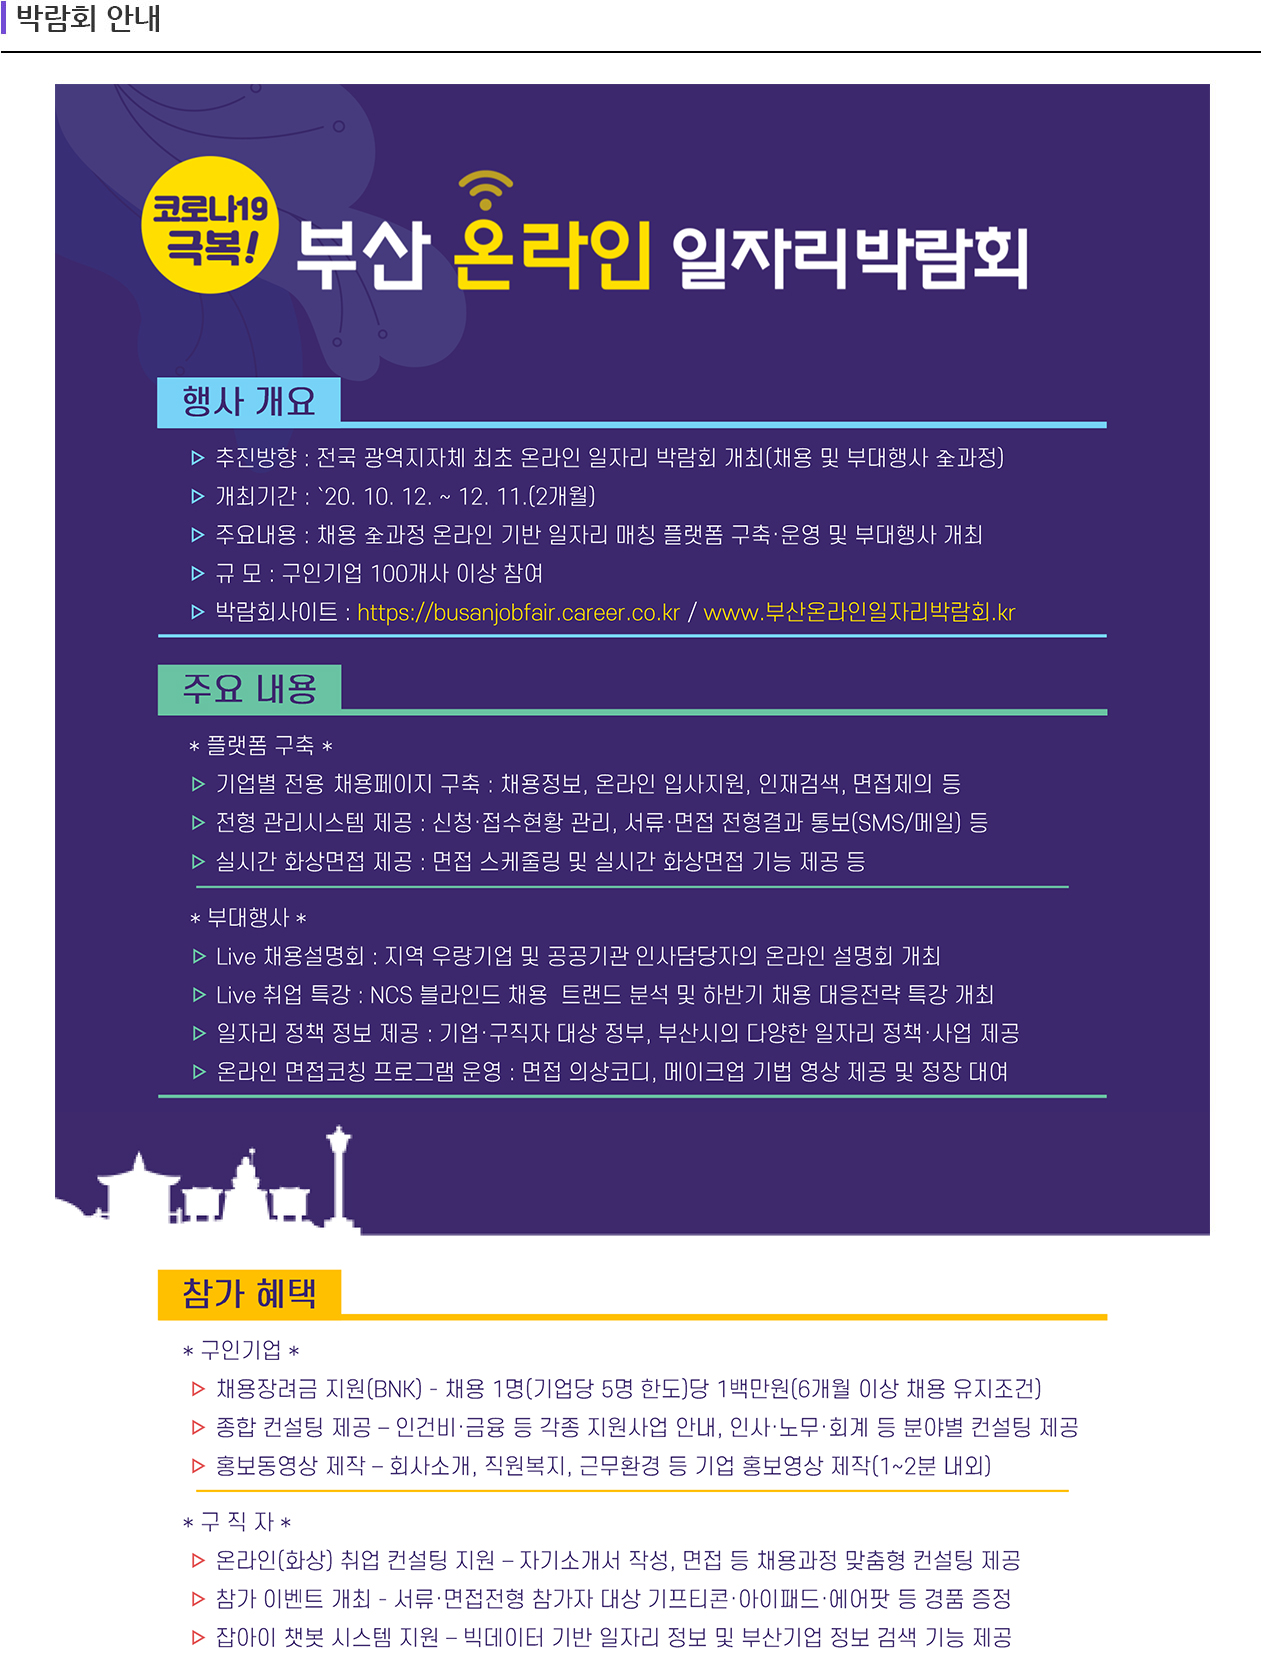 박람회 안내
코로나19
극복!
부산 온라인 일자리박람회
행사 개요
▷ 추진방향 : 전국 광역지자체 최초 온라인 일자리 박람회 개최(채용 및 부대행사 全과정)
▷ 개최기간 : `20. 10. 12. ~ 12. 11.(2개월)
▷ 주요내용 : 채용 全과정 온라인 기반 일자리 매칭 플랫폼 구축·운영 및 부대행사 개최
▷ 규 모 : 구인기업 100개사 이상 참여
▷ 박람회사이트 : https://busanjobfair.career.co.kr / www.부산온라인일자리박람회.kr
주요 내용
* 플랫폼 구축 *
▷ 기업별 전용 채용페이지 구축 : 채용정보, 온라인 입사지원, 인재검색, 면접제의 등
▷ 전형 관리시스템 제공 : 신청·접수현황 관리, 서류·면접 전형결과 통보(SMS/메일) 등
▷ 실시간 화상면접 제공 : 면접 스케줄링 및 실시간 화상면접 기능 제공 등
* 부대행사 *
▷ Live 채용설명회 : 지역 우량기업 및 공공기관 인사담당자의 온라인 설명회 개최
▷ Live 취업 특강 : NCS 블라인드 채용 트랜드 분석 및 하반기 채용 대응전략 특강 개최
▷ 일자리 정책 정보 제공 : 기업·구직자 대상 정부, 부산시의 다양한 일자리 정책·사업 제공
▷ 온라인 면접코칭 프로그램 운영 : 면접 의상코디, 메이크업 기법 영상 제공 및 정장 대여
참가 혜택
* 구인기업 *
▷ 채용장려금 지원(BNK) - 채용 1명(기업당 5명 한도)당 1백만원(6개월 이상 채용 유지조건)
▷ 종합 컨설팅 제공 – 인건비·금융 등 각종 지원사업 안내, 인사·노무·회계 등 분야별 컨설팅 제공
▷ 홍보동영상 제작 – 회사소개, 직원복지, 근무환경 등 기업 홍보영상 제작(1~2분 내외)
* 구 직 자 *
▷ 온라인(화상) 취업 컨설팅 지원 – 자기소개서 작성, 면접 등 채용과정 맞춤형 컨설팅 제공
▷ 참가 이벤트 개최 - 서류·면접전형 참가자 대상 기프티콘·아이패드·에어팟 등 경품 증정
▷ 잡아이 챗봇 시스템 지원 – 빅데이터 기반 일자리 정보 및 부산기업 정보 검색 기능 제공